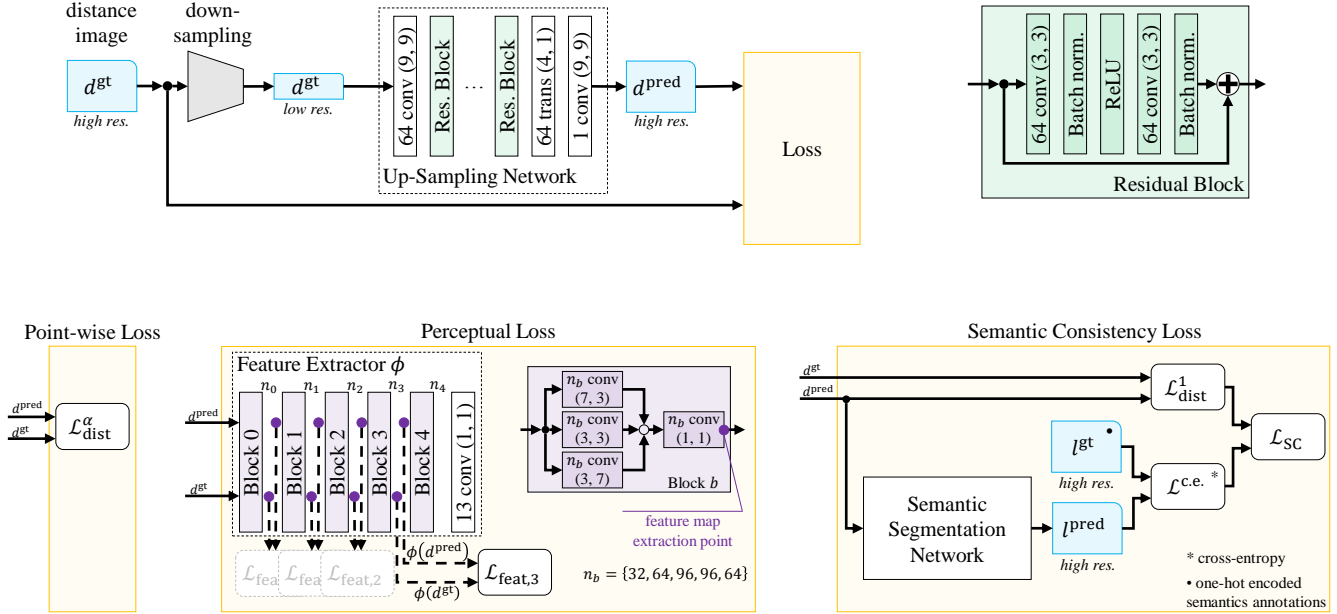 distance
image
down-
sampling
d^gt
high res.
d^gt
low res.
64 conv (9, 9)
Res. Block
...
Res. Block
64 trans (4, 1)
1 conv (9, 9)
Up-Sampling Network
d^pred
high res.
Loss
64 conv (3, 3)
Batch norm.
ReLU
64 conv (3, 3)
Batch norm.
Residual Block
Point-wise Loss
d^pred
d^gt
ℒ^α_dist
Perceptual Loss
Feature Extractor ϕ
n_0
n_1
n_2
n_3
n_4
d^pred
d^gt
Block 0
Block 1
Block 2
Block 3
Block 4
13 conv (1, 1)
ℒ_fea
ℒ_fea
ℒ_feat,2
ϕ(d^pred)
ϕ(d^gt)
ℒ_feat,3
n_b conv
(7, 3)
n_b conv
(3, 3)
n_b conv
(3, 7)
n_b conv
(1, 1)
Block b
feature map
extraction point
n_b = {32, 64, 96, 96, 64}
Semantic Consistency Loss
d^gt
d^pred
ℒ^1_dist
l^gt •
high res.
ℒ^c.e. *
ℒ_SC
Semantic
Segmentation
Network
l^pred
high res.
* cross-entropy
• one-hot encoded
semantics annotations